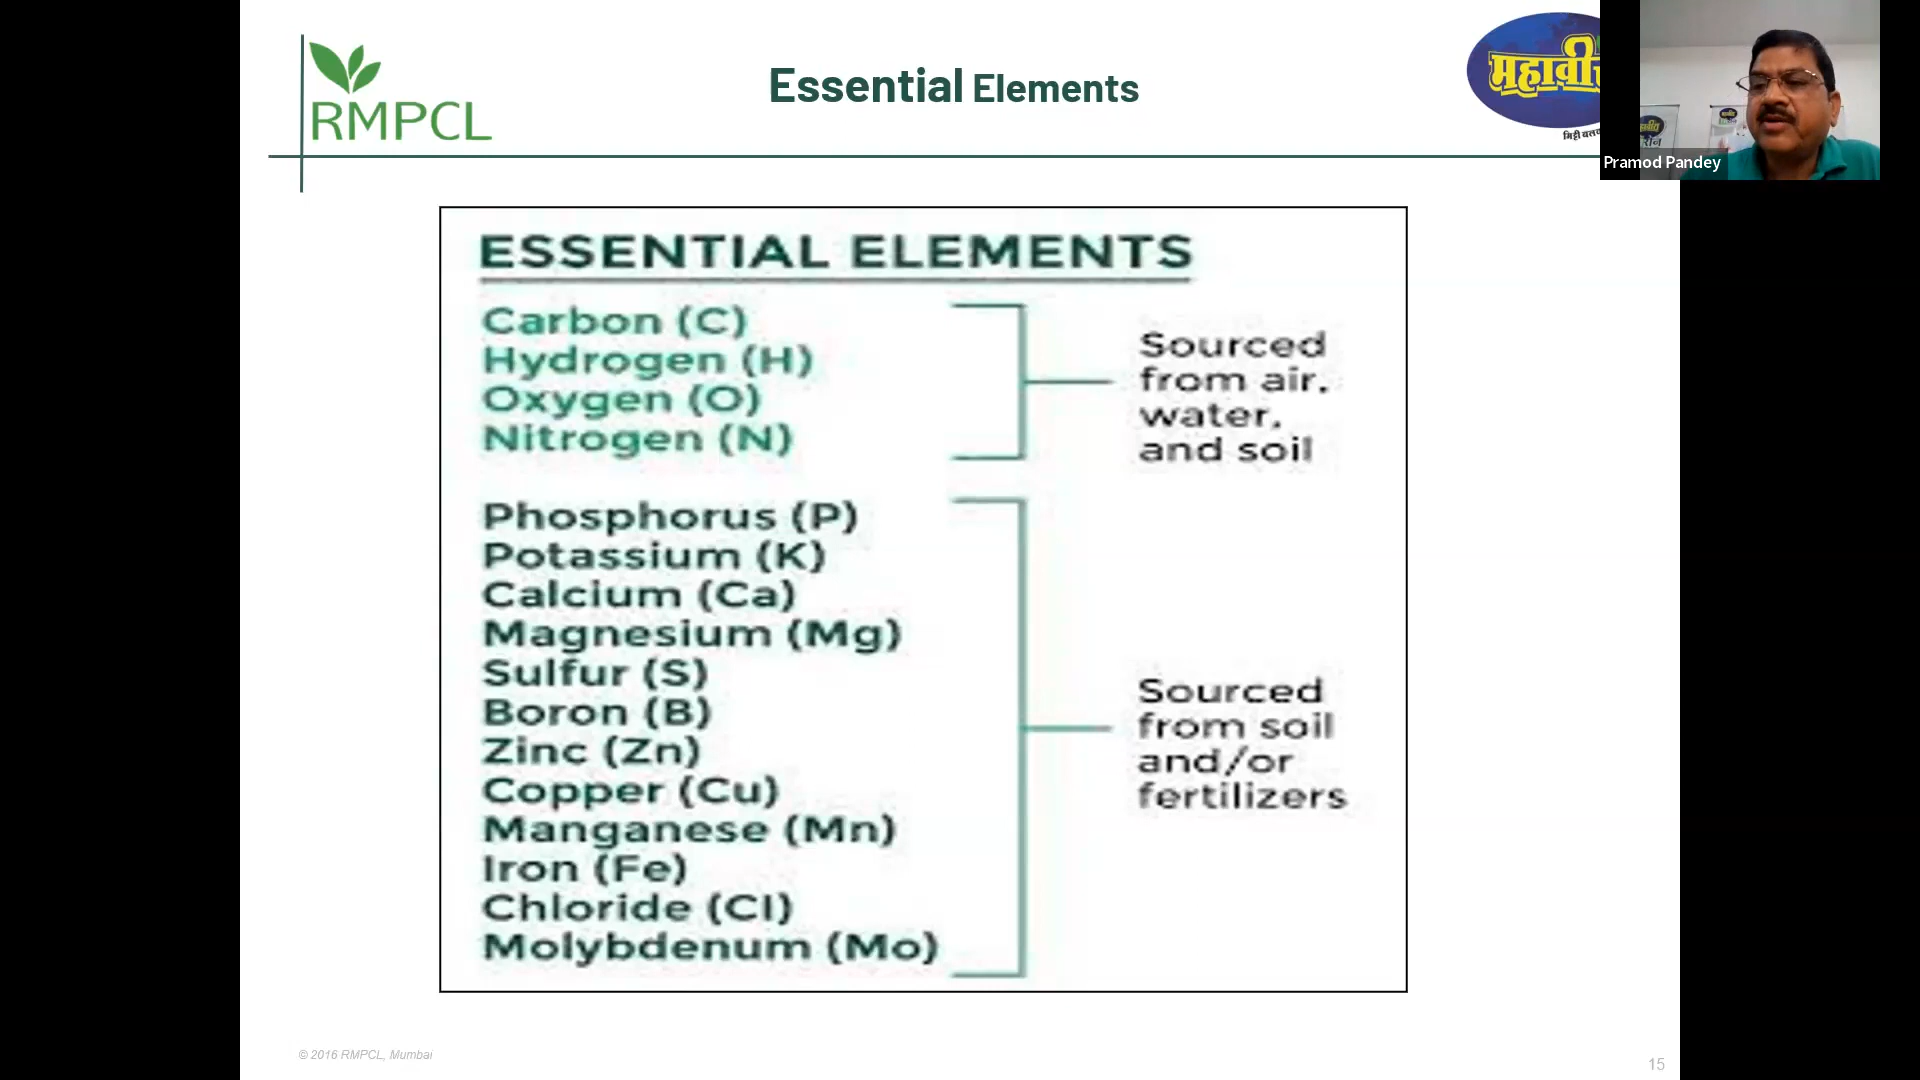 RMPCL
Essential Elements
Pramod Pandey
ESSENTIAL ELEMENTS
Carbon (C)
Hydrogen (H)
Oxygen (O)
Nitrogen (N)
Sourced
from air,
water,
and soil
Phosphorus (P)
Potassium (K)
Calcium (Ca)
Magnesium (Mg)
Sulfur (S)
Boron (B)
Zinc (Zn)
Copper (Cu)
Manganese (Mn)
Iron (Fe)
Chloride (Cl)
Molybdenum (Mo)
Sourced
from soil
and/or
fertilizers
© 2016 RMPCL, Mumbai
15